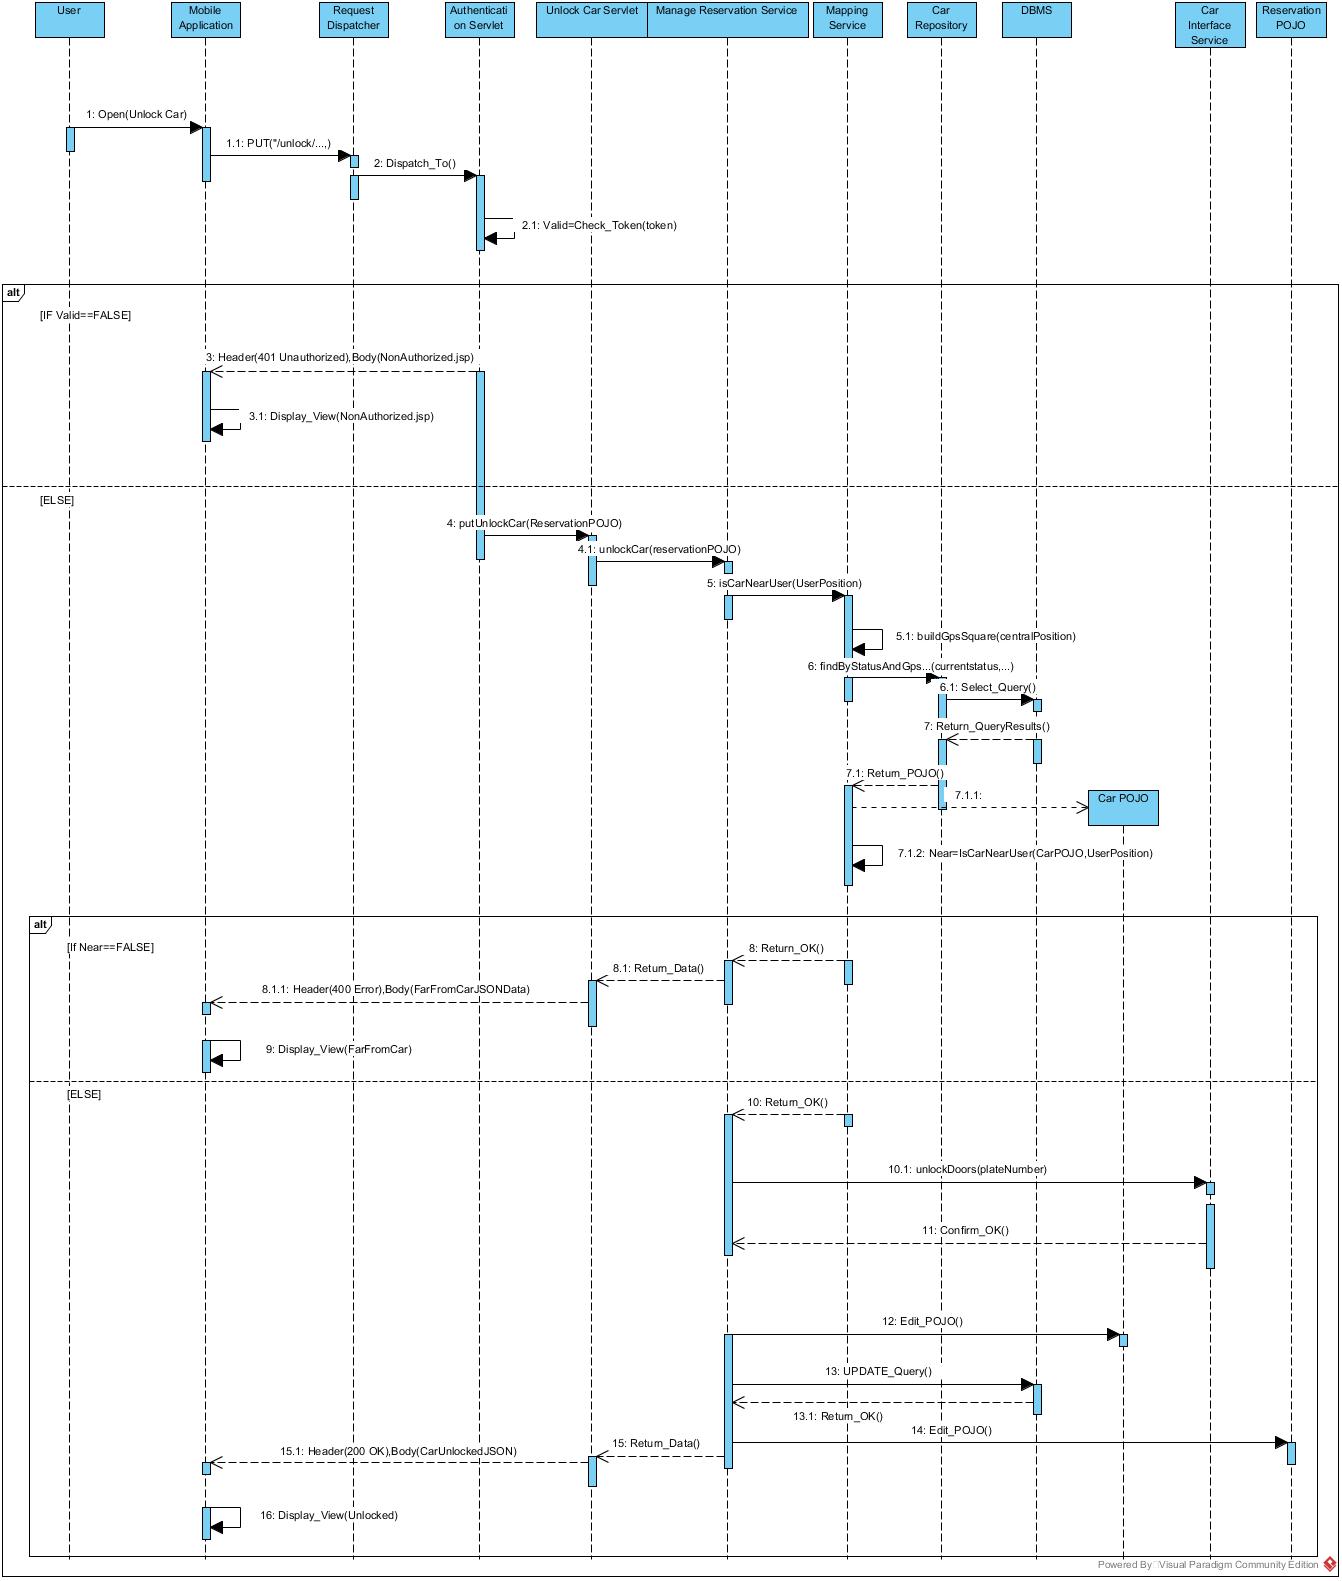 User
Mobile
Application
Request
Dispatcher
Authenticati
on Servlet
Unlock Car Servlet
Manage Reservation Service
Mapping
Service
Car
Repository
DBMS
Car
Interface
Service
Reservation
POJO
1: Open(Unlock Car)
1.1: PUT("/unlock/...,)
2: Dispatch_To()
2.1: Valid=Check_Token(token)
alt
[IF Valid==FALSE]
3: Header(401 Unauthorized),Body(NonAuthorized.jsp)
3.1: Display_View(NonAuthorized.jsp)
[ELSE]
4: putUnlockCar(ReservationPOJO)
4.1: unlockCar(reservationPOJO)
5: isCarNearUser(UserPosition)
5.1: buildGpsSquare(centralPosition)
6: findByStatusAndGps...(currentstatus,...)
6.1: Select_Query()
7: Return_QueryResults()
7.1: Return_POJO()
7.1.1:
Car POJO
7.1.2: Near=IsCarNearUser(CarPOJO,UserPosition)
alt
[If Near==FALSE]
8: Return_OK()
8.1: Return_Data()
8.1.1: Header(400 Error),Body(FarFromCarJSONData)
9: Display_View(FarFromCar)
[ELSE]
10: Return_OK()
10.1: unlockDoors(plateNumber)
11: Confirm_OK()
12: Edit_POJO()
13: UPDATE_Query()
13.1: Return_OK()
14: Edit_POJO()
15: Return_Data()
15.1: Header(200 OK),Body(CarUnlockedJSON)
16: Display_View(Unlocked)
Powered By Visual Paradigm Community Edition